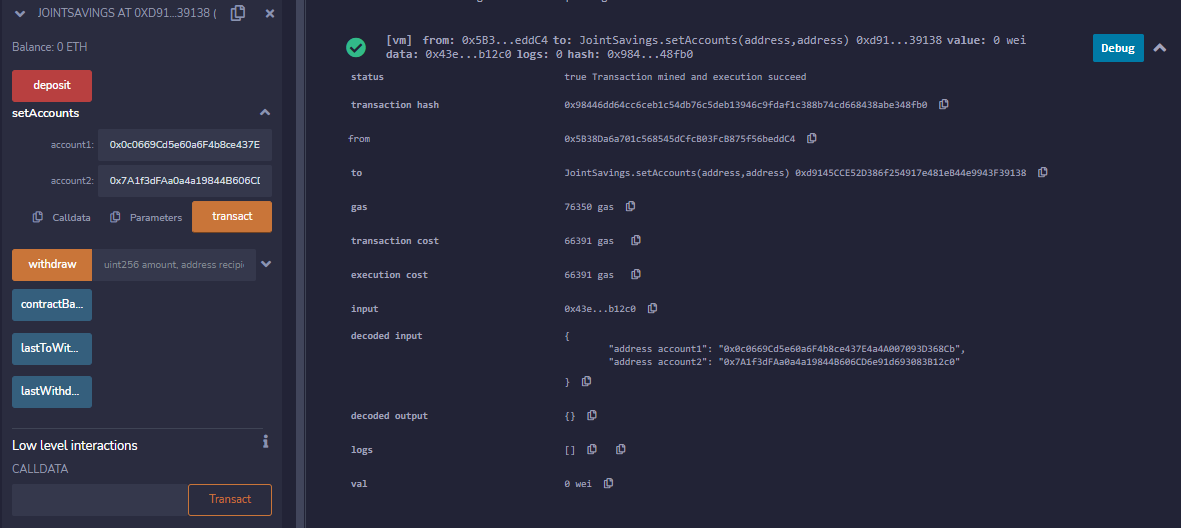 JOINTSAVINGS AT 0XD91...39138 (
Balance: 0 ETH
deposit
setAccounts
account1: 0x0c0669Cd5e60a6F4b8ce437E
account2: 0x7A1f3dFAa0a4a19844B606CD
Calldata Parameters transact
withdraw uint256 amount, address recipi
contractBa...
lastToWit...
lastWithd...
Low level interactions
CALLDATA
Transact
[vm] from: 0x5B3...eddC4 to: JointSavings.setAccounts(address,address) 0xd91...39138 value: 0 wei
data: 0x43e...b12c0 logs: 0 hash: 0x984...48fb0
Debug
status true Transaction mined and execution succeed
transaction hash 0x98446dd64cc6ceb1c54db76c5deb13946c9fdaf1c388b74cd668438abe348fb0
from 0x5B38Da6a701c568545dCfcB03FcB875f56beddC4
to JointSavings.setAccounts(address,address) 0xd9145CCE52D386f254917e481eB44e9943F39138
gas 76350 gas
transaction cost 66391 gas
execution cost 66391 gas
input 0x43e...b12c0
decoded input {
"address account1": "0x0c0669Cd5e60a6F4b8ce437E4a4A007093D368Cb",
"address account2": "0x7A1f3dFAa0a4a19844B606CD6e91d693083B12c0"
}
decoded output {}
logs []
val 0 wei